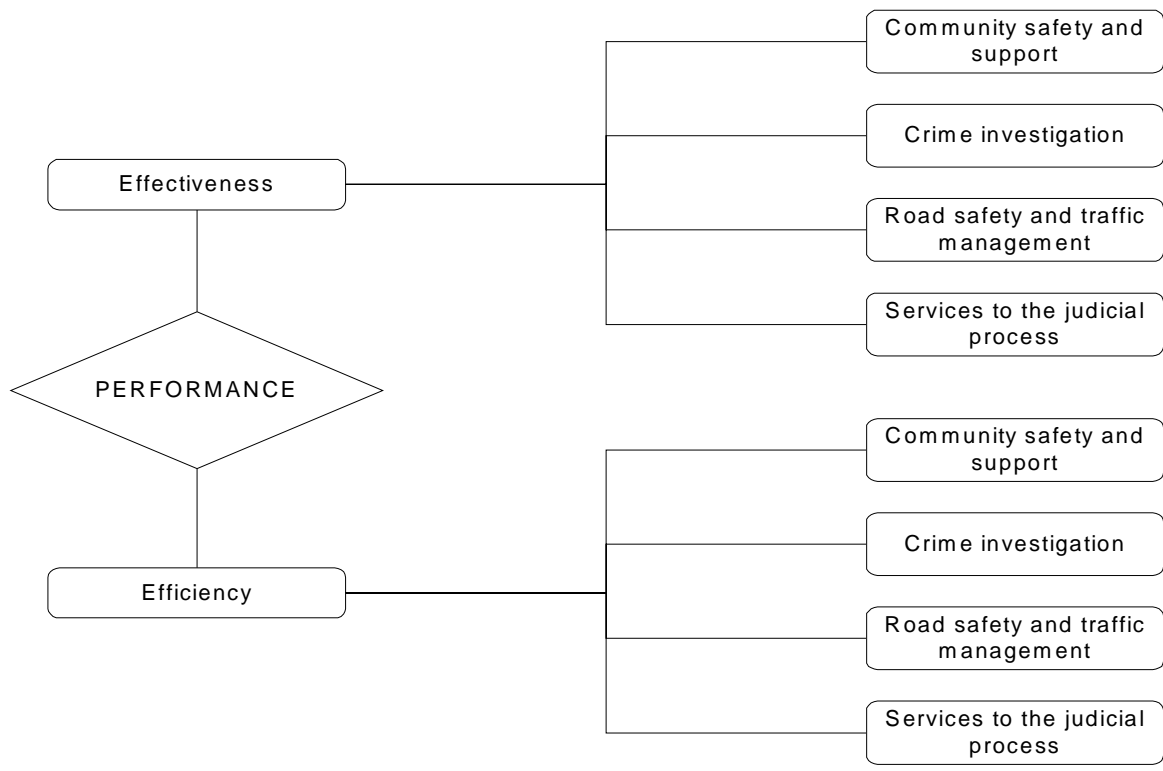 Community safety and
support
Crime investigation
Effectiveness
Road safety and traffic
management
Services to the judicial
process
PERFORMANCE
Community safety and
support
Crime investigation
Efficiency
Road safety and traffic
management
Services to the judicial
process